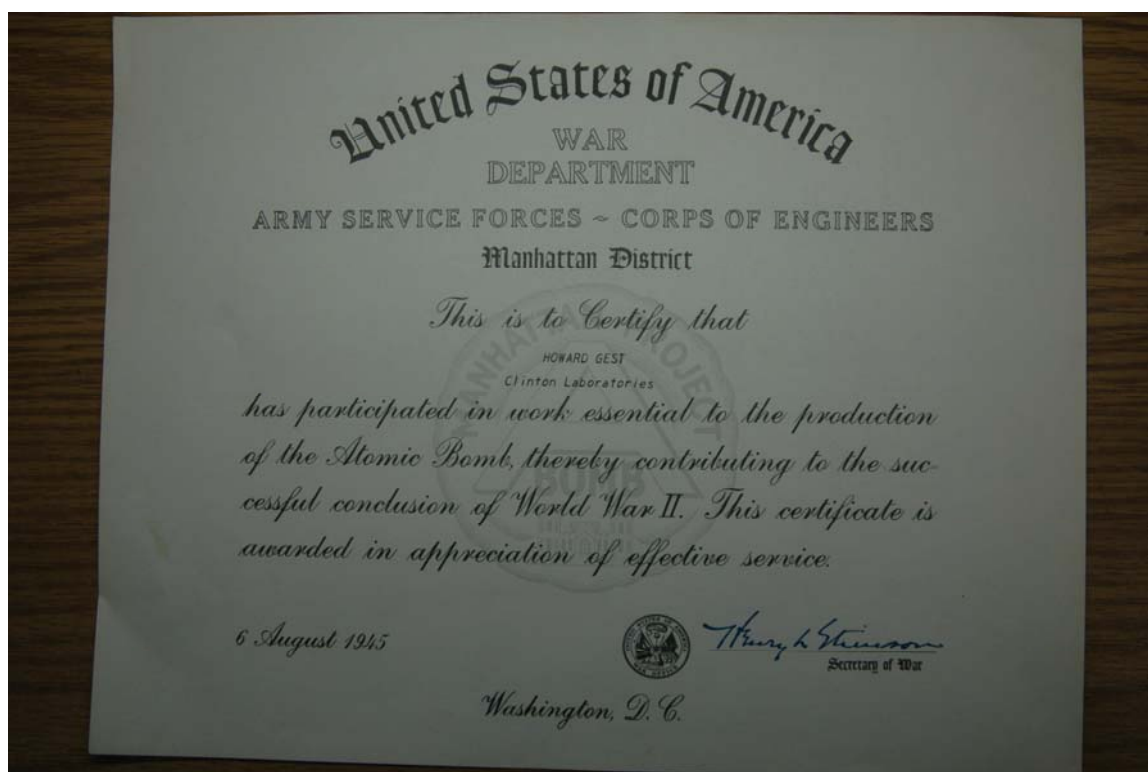 United States of America
WAR
DEPARTMENT
ARMY SERVICE FORCES ~ CORPS OF ENGINEERS
Manhattan District
This is to Certify that
HOWARD GEST
Clinton Laboratories
has participated in work essential to the production
of the Atomic Bomb, thereby contributing to the suc-
cessful conclusion of World War II. This certificate is
awarded in appreciation of effective service.
MANHATTAN PROJECT
A
BOMB
6 August 1945
Henry L Stimson
Secretary of War
Washington, D. C.